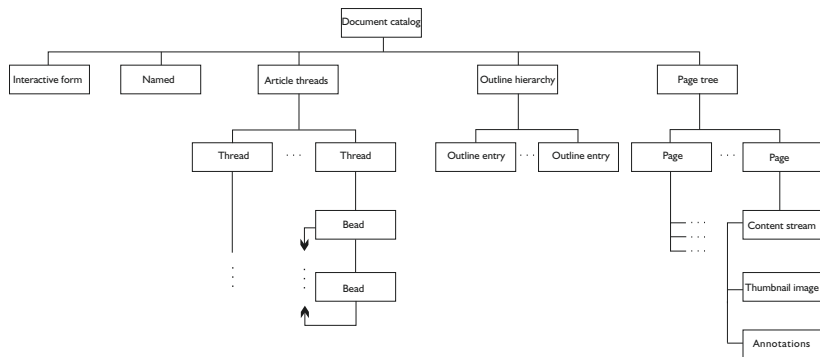 Document catalog
Interactive form
Named
Article threads
Outline hierarchy
Page tree
Thread
. . .
Thread
Outline entry
. . .
Outline entry
Page
. . .
Page
Bead
Content stream
Bead
Thumbnail image
Annotations